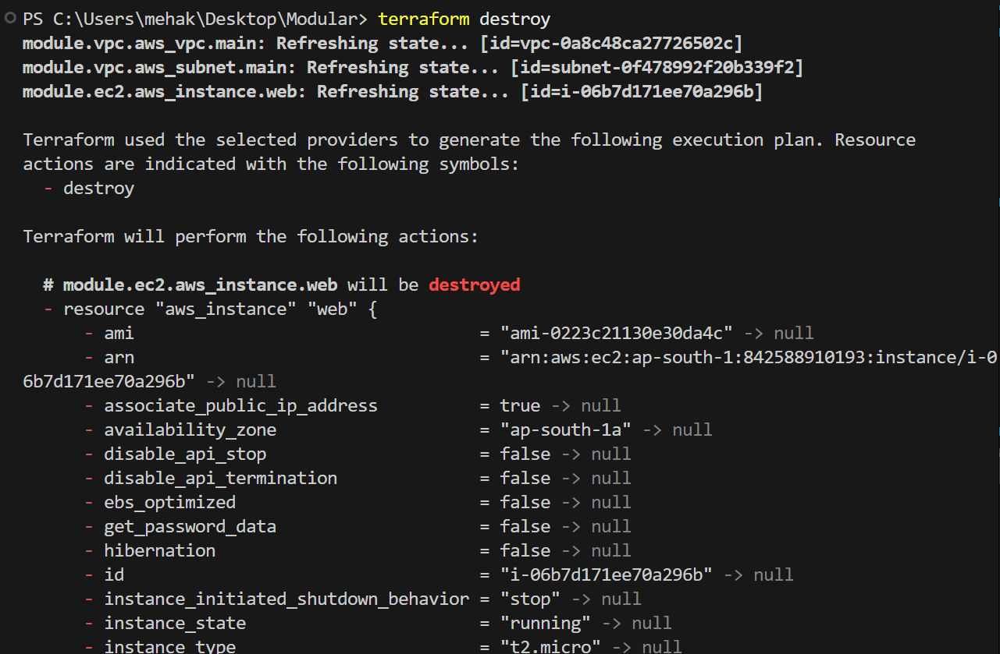 PS C:\Users\mehak\Desktop\Modular> terraform destroy
module.vpc.aws_vpc.main: Refreshing state... [id=vpc-0a8c48ca27726502c]
module.vpc.aws_subnet.main: Refreshing state... [id=subnet-0f478992f20b339f2]
module.ec2.aws_instance.web: Refreshing state... [id=i-06b7d171ee70a296b]
Terraform used the selected providers to generate the following execution plan. Resource
actions are indicated with the following symbols:
  - destroy
Terraform will perform the following actions:
  # module.ec2.aws_instance.web will be destroyed
  - resource "aws_instance" "web" {
      - ami                                  = "ami-0223c21130e30da4c" -> null
      - arn                                  = "arn:aws:ec2:ap-south-1:842588910193:instance/i-0
6b7d171ee70a296b" -> null
      - associate_public_ip_address          = true -> null
      - availability_zone                    = "ap-south-1a" -> null
      - disable_api_stop                     = false -> null
      - disable_api_termination              = false -> null
      - ebs_optimized                        = false -> null
      - get_password_data                    = false -> null
      - hibernation                          = false -> null
      - id                                   = "i-06b7d171ee70a296b" -> null
      - instance_initiated_shutdown_behavior = "stop" -> null
      - instance_state                       = "running" -> null
      - instance_type                        = "t2.micro" -> null